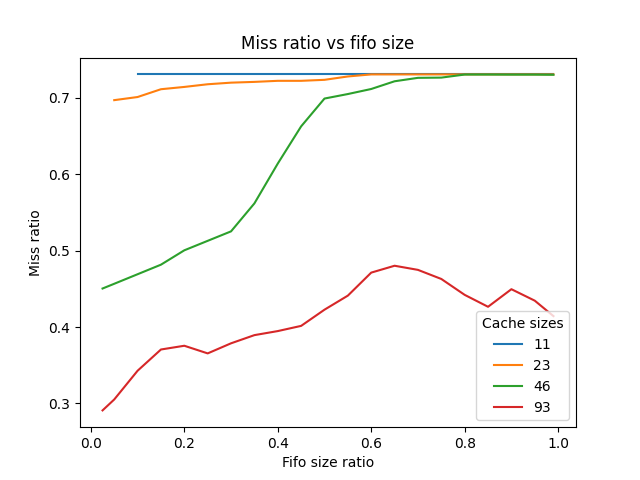 Miss ratio vs fifo size
Miss ratio
0.7
0.6
0.5
0.4
0.3
Cache sizes
11
23
46
93
0.0 0.2 0.4 0.6 0.8 1.0
Fifo size ratio